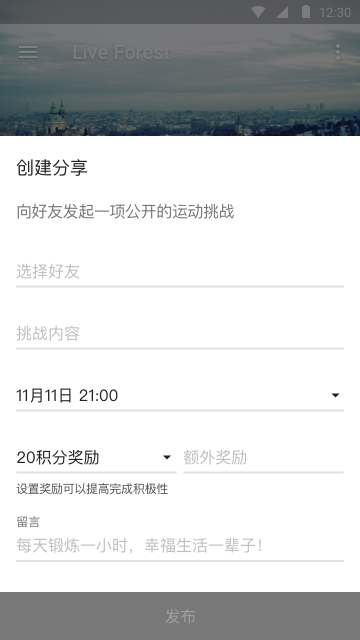 12:30
Live Forest
创建分享
向好友发起一项公开的运动挑战
选择好友
挑战内容
11月11日 21:00
20积分奖励 额外奖励
设置奖励可以提高完成积极性
留言
每天锻炼一小时，幸福生活一辈子！
发布